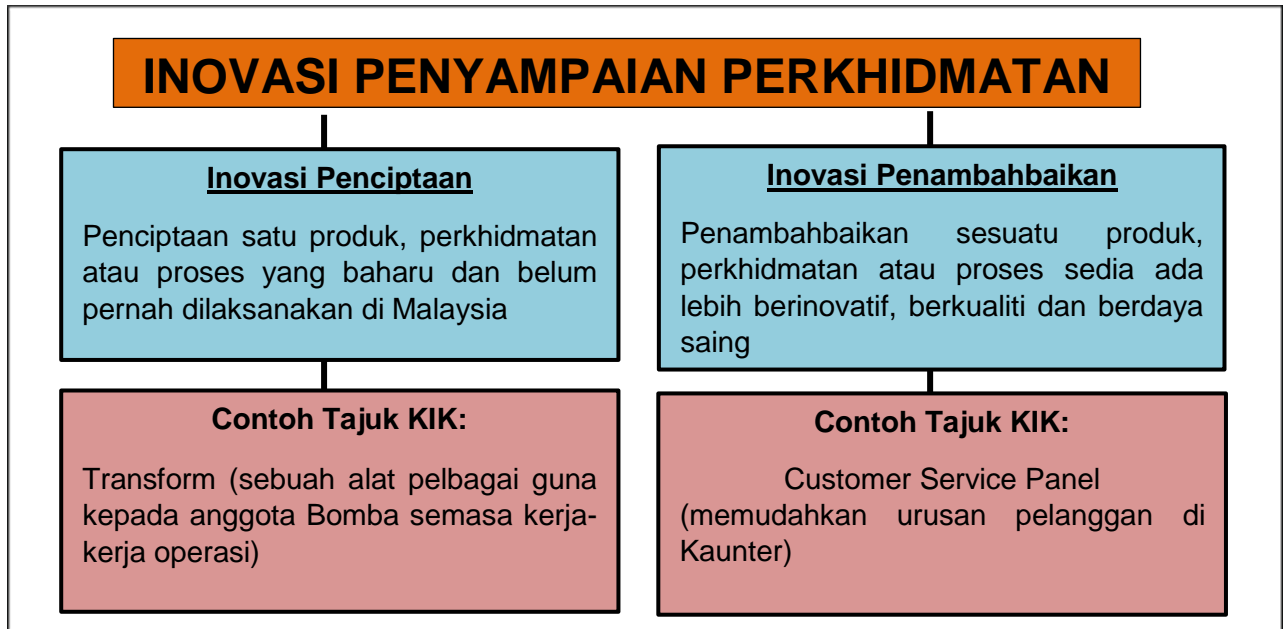 INOVASI PENYAMPAIAN PERKHIDMATAN
Inovasi Penciptaan
Penciptaan satu produk, perkhidmatan
atau proses yang baharu dan belum
pernah dilaksanakan di Malaysia
Contoh Tajuk KIK:
Transform (sebuah alat pelbagai guna
kepada anggota Bomba semasa kerja-
kerja operasi)
Inovasi Penambahbaikan
Penambahbaikan sesuatu produk,
perkhidmatan atau proses sedia ada
lebih berinovatif, berkualiti dan berdaya
saing
Contoh Tajuk KIK:
Customer Service Panel
(memudahkan urusan pelanggan di
Kaunter)